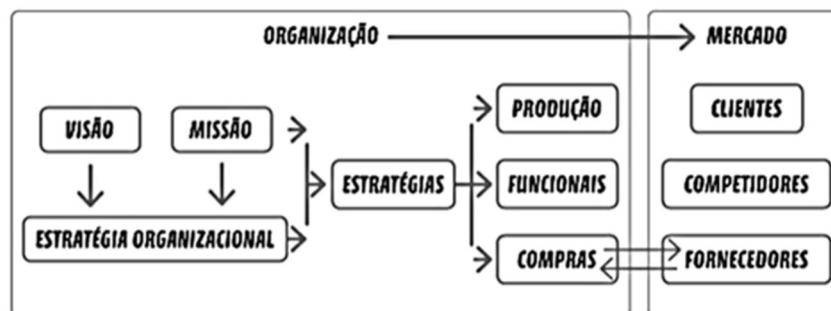 ORGANIZAÇÃO
MERCADO
VISÃO
MISSÃO
ESTRATÉGIA ORGANIZACIONAL
ESTRATÉGIAS
PRODUÇÃO
FUNCIONAIS
COMPRAS
CLIENTES
COMPETIDORES
FORNECEDORES